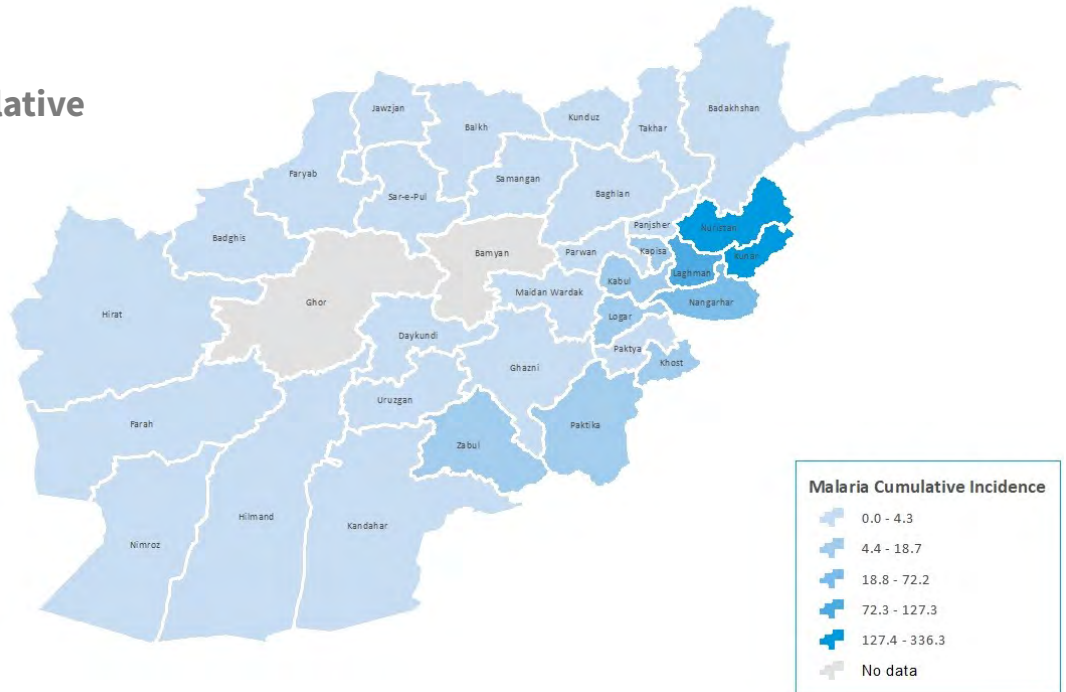 lative
Jawzjan
Balkh
Kunduz
Takhar
Badakhshan
Faryab
Sar-e-Pul
Samangan
Baghlan
Badghis
Panjsher
Nuristan
Bamyan
Parwan
Kapisa
Kunar
Laghman
Kabul
Ghor
Maidan Wardak
Nangarhar
Hirat
Logar
Daykundi
Paktya
Ghazni
Khost
Uruzgan
Farah
Paktika
Zabul
Hilmand
Kandahar
Nimroz
Malaria Cumulative Incidence
0.0 - 4.3
4.4 - 18.7
18.8 - 72.2
72.3 - 127.3
127.4 - 336.3
No data